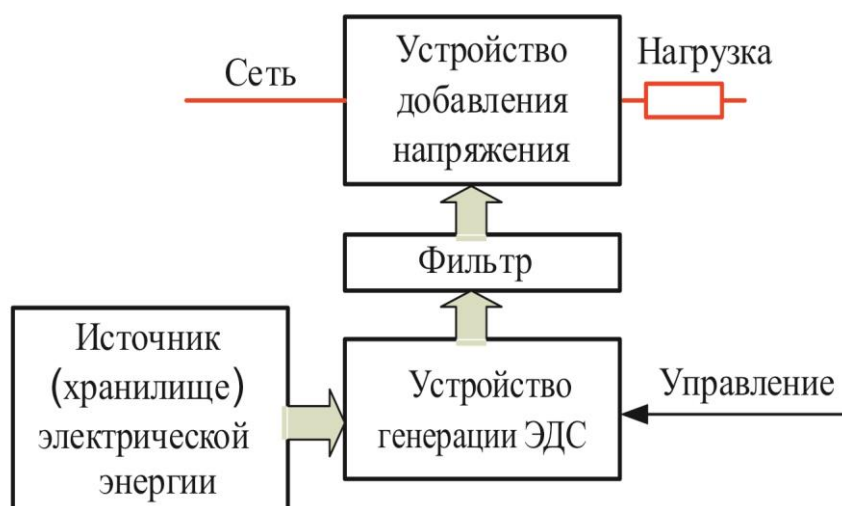 Сеть
Устройство
добавления
напряжения
Нагрузка
Фильтр
Источник
(хранилище)
электрической
энергии
Устройство
генерации ЭДС
Управление